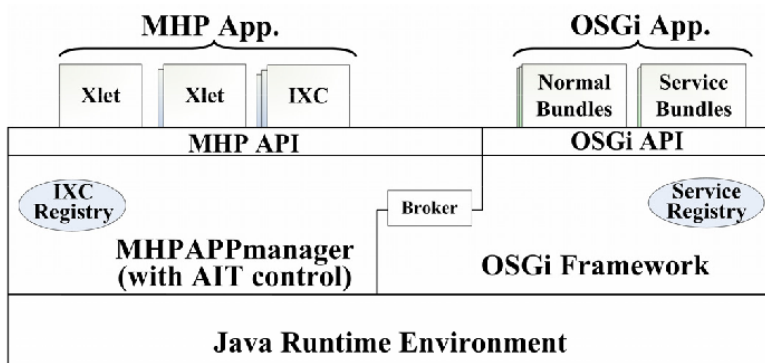 MHP App.
OSGi App.
Xlet
Xlet
IXC
Normal
Bundles
Service
Bundles
MHP API
OSGi API
IXC
Registry
Broker
Service
Registry
MHPAPPmanager
(with AIT control)
OSGi Framework
Java Runtime Environment